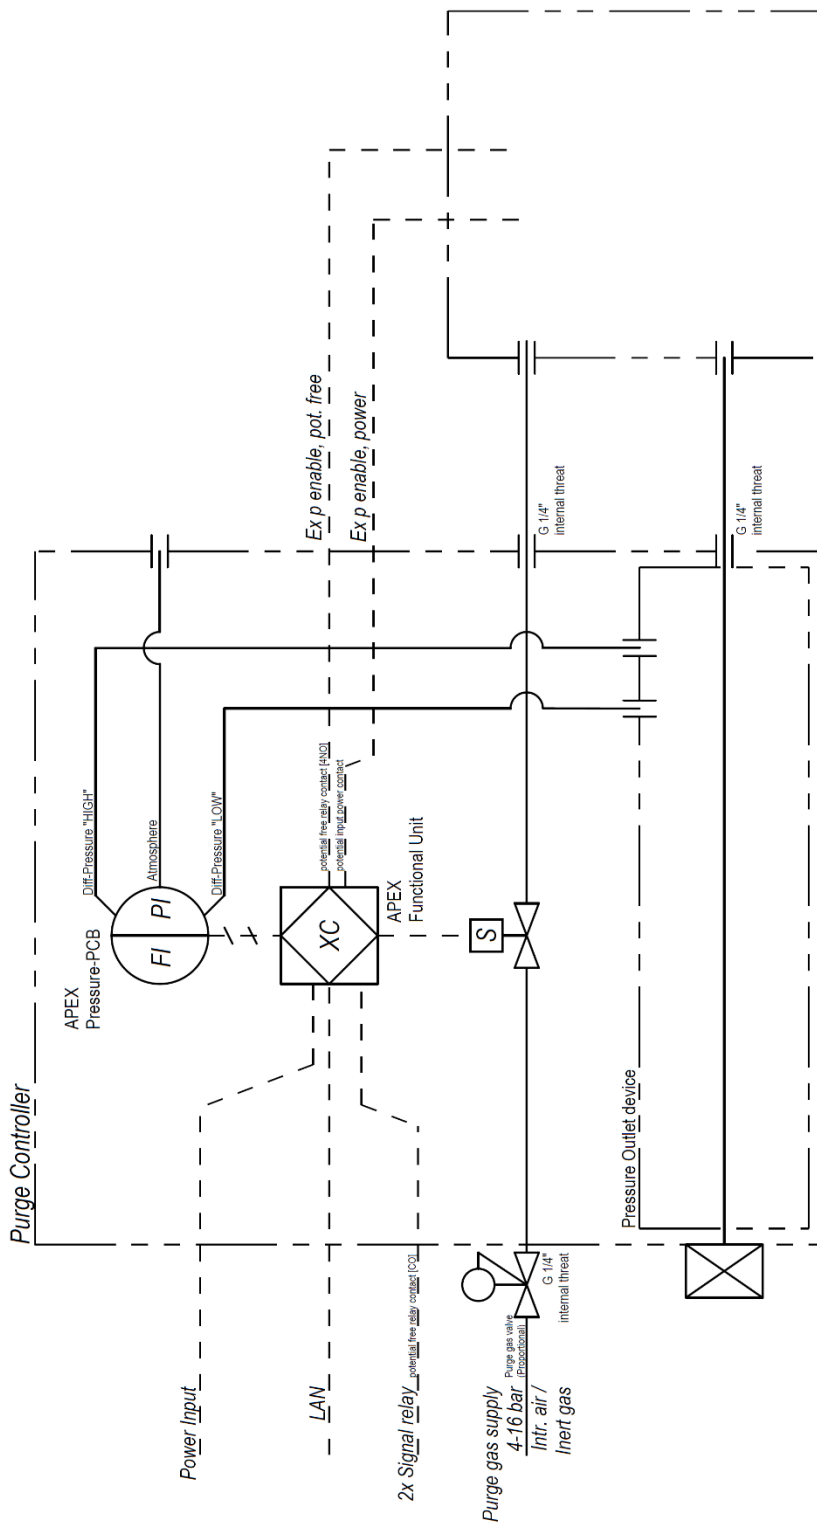 Purge Controller
APEX
Pressure-PCB
FI
PI
Diff-Pressure "HIGH"
Atmosphere
Diff-Pressure "LOW"
XC
APEX
Functional Unit
potential free relay contact [4NO]
potential input power contact
Ex p enable, pot. free
Ex p enable, power
S
G 1/4"
internal threat
G 1/4"
internal threat
Pressure Outlet device
Power Input
LAN
2x Signal relay
potential free relay contact [CO]
Purge gas supply
4-16 bar
Intr. air /
Inert gas
Purge gas valve
(Proportional)
G 1/4"
internal threat